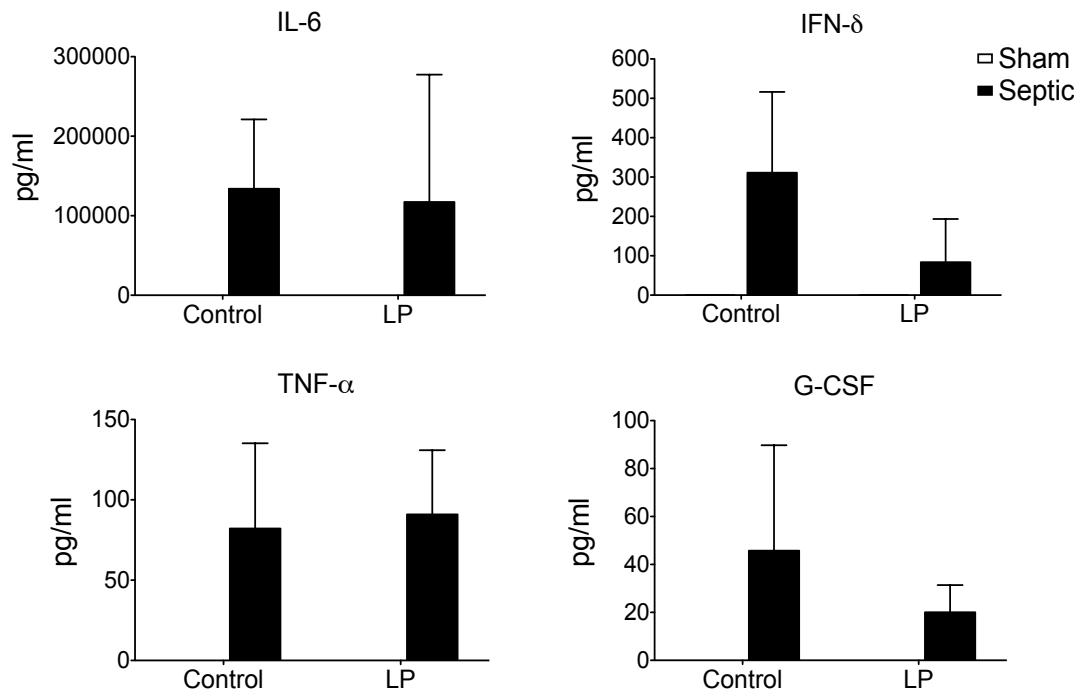 IL-6
300000
200000
100000
0
pg/ml
Control LP
IFN-δ
600
500
400
300
200
100
0
pg/ml
Control LP
Sham
Septic
TNF-α
150
100
50
0
pg/ml
Control LP
G-CSF
100
80
60
40
20
0
pg/ml
Control LP